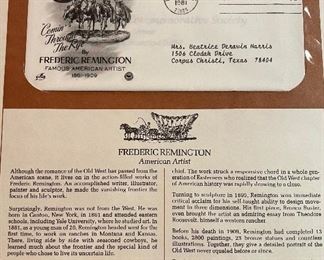 1981
"Comin'
Through
The Rye"
By
FREDERIC REMINGTON
FAMOUS AMERICAN ARTIST
1861-1909
Mrs. Beatrice Peravin Harris
1506 Clodah Drive
Corpus Christi, Texas 78404
FREDERIC REMINGTON
American Artist
Although the romance of the Old West has passed from the
American scene, it lives on in the action-filled works of
Frederic Remington. An accomplished writer, illustrator,
painter and sculptor, he made the vanishing frontier the
focus of his life's work.
Surprisingly, Remington was not from the West. He was
born in Canton, New York, in 1861 and attended eastern
schools, including Yale University, where he studied art. In
1881, as a young man of 20, Remington headed west for the
first time, to work on ranches in Montana and Kansas.
There, living side by side with seasoned cowboys, he
learned much about the frontier and the special kind of
people who chose to live its uncertain life.
chief. The work struck a responsive chord in a whole gen-
eration of Easterners who realized that the Old West chapter
of American history was rapidly drawing to a close.
Turning to sculpture in 1895, Remington won immediate
critical acclaim for his self-taught ability to design move-
ment in three dimensions. His first piece, Bronco Buster,
even brought the artist an admiring essay from Theodore
Roosevelt, himself a western rancher.
Before his death in 1909, Remington had completed 13
books, 2800 paintings, 25 bronze statues and countless
illustrations. Together, they give a detailed portrait of the
Old West never equaled before or since.